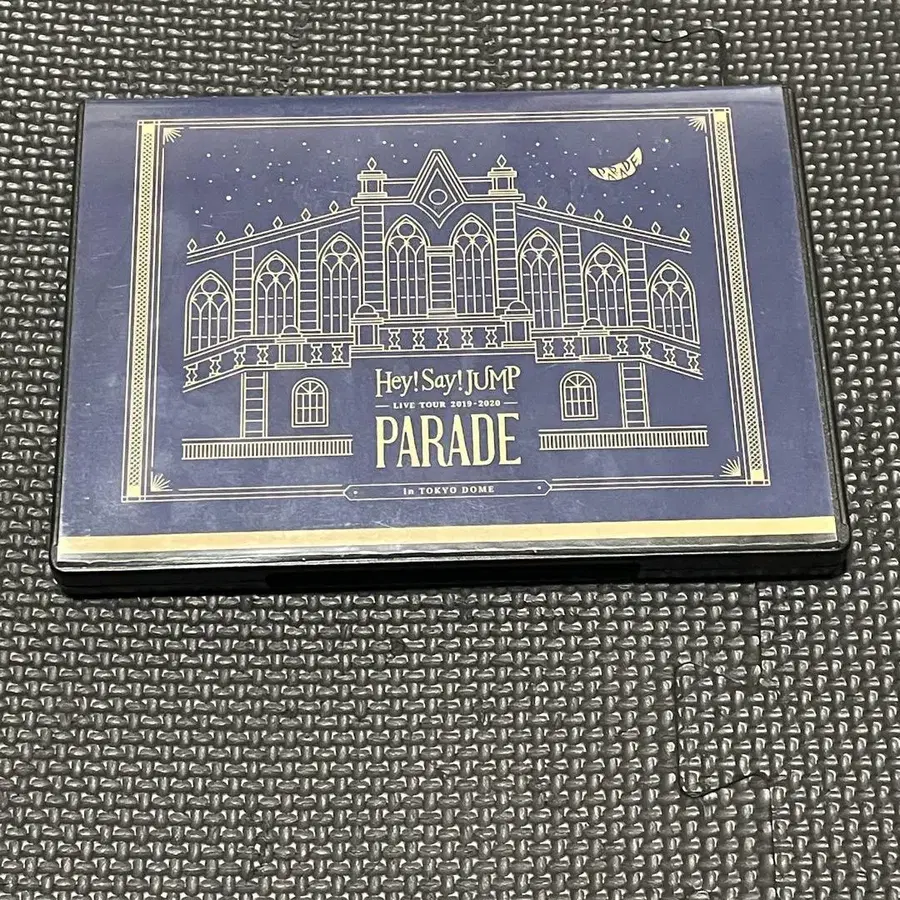 PARADE
Hey! Say! JUMP
LIVE TOUR 2019-2020
PARADE
in TOKYO DOME